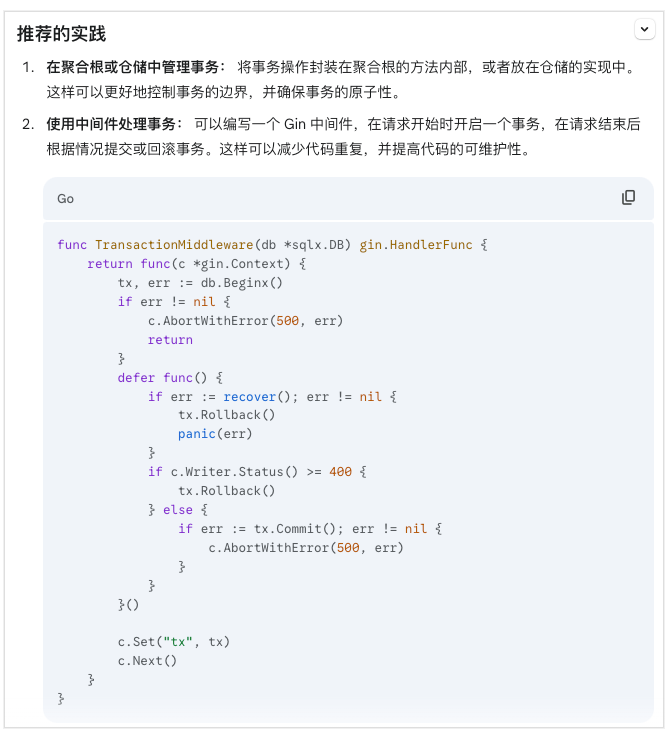 推荐的实践
1. 在聚合根或仓储中管理事务： 将事务操作封装在聚合根的方法内部，或者放在仓储的实现中。
这样可以更好地控制事务的边界，并确保事务的原子性。
2. 使用中间件处理事务： 可以编写一个 Gin 中间件，在请求开始时开启一个事务，在请求结束后
根据情况提交或回滚事务。这样可以减少代码重复，并提高代码的可维护性。
Go
func TransactionMiddleware(db *sqlx.DB) gin.HandlerFunc {
    return func(c *gin.Context) {
        tx, err := db.Beginx()
        if err != nil {
            c.AbortWithError(500, err)
            return
        }
        defer func() {
            if err := recover(); err != nil {
                tx.Rollback()
                panic(err)
            }
            if c.Writer.Status() >= 400 {
                tx.Rollback()
            } else {
                if err := tx.Commit(); err != nil {
                    c.AbortWithError(500, err)
                }
            }
        }()

        c.Set("tx", tx)
        c.Next()
    }
}